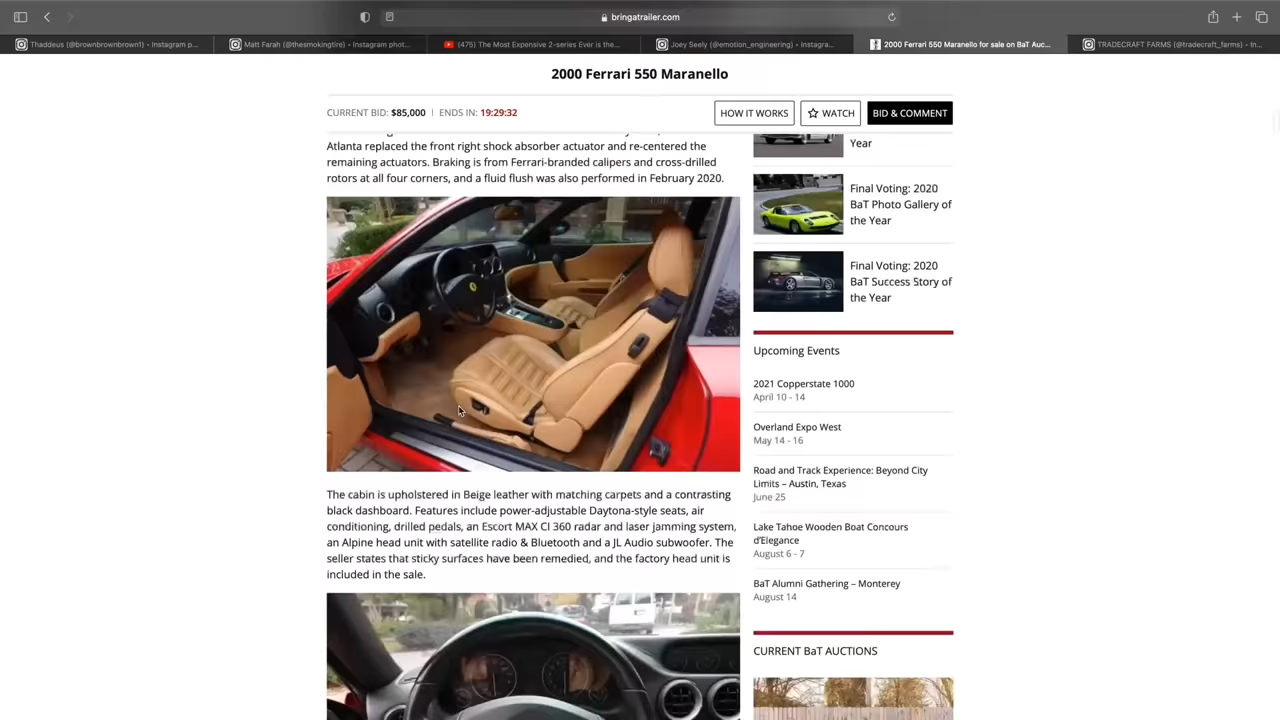 bringatrailer.com
Thaddeus (@brownbrownbrown1) • Instagram p...
Matt Farah (@thesmokingtire) • Instagram phot...
(475) The Most Expensive 2-series Ever is the...
Joey Seely (@emotion_engineering) • Instagra...
2000 Ferrari 550 Maranello for sale on BaT Auc...
TRADECRAFT FARMS (@tradecraft_farms) • In...
2000 Ferrari 550 Maranello
CURRENT BID: $85,000 | ENDS IN: 19:29:32
HOW IT WORKS
WATCH
BID & COMMENT
Atlanta replaced the front right shock absorber actuator and re-centered the
remaining actuators. Braking is from Ferrari-branded calipers and cross-drilled
rotors at all four corners, and a fluid flush was also performed in February 2020.
The cabin is upholstered in Beige leather with matching carpets and a contrasting
black dashboard. Features include power-adjustable Daytona-style seats, air
conditioning, drilled pedals, an Escort MAX CI 360 radar and laser jamming system,
an Alpine head unit with satellite radio & Bluetooth and a JL Audio subwoofer. The
seller states that sticky surfaces have been remedied, and the factory head unit is
included in the sale.
Year
Final Voting: 2020
BaT Photo Gallery of
the Year
Final Voting: 2020
BaT Success Story of
the Year
Upcoming Events
2021 Copperstate 1000
April 10 - 14
Overland Expo West
May 14 - 16
Road and Track Experience: Beyond City
Limits – Austin, Texas
June 25
Lake Tahoe Wooden Boat Concours
d'Elegance
August 6 - 7
BaT Alumni Gathering – Monterey
August 14
CURRENT BaT AUCTIONS